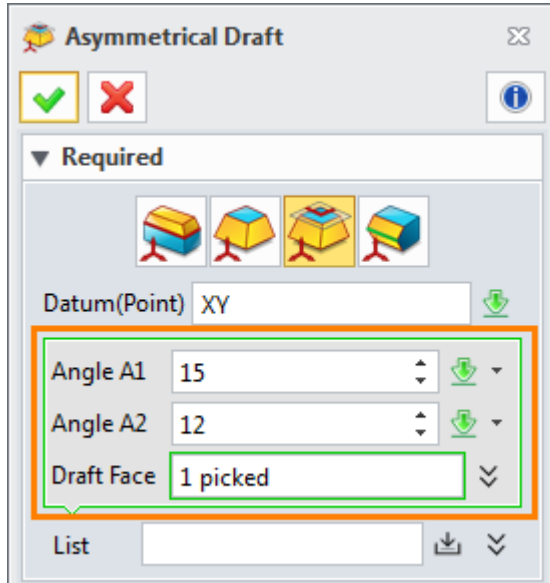 Asymmetrical Draft
Required
Datum(Point) XY
Angle A1 15
Angle A2 12
Draft Face 1 picked
List